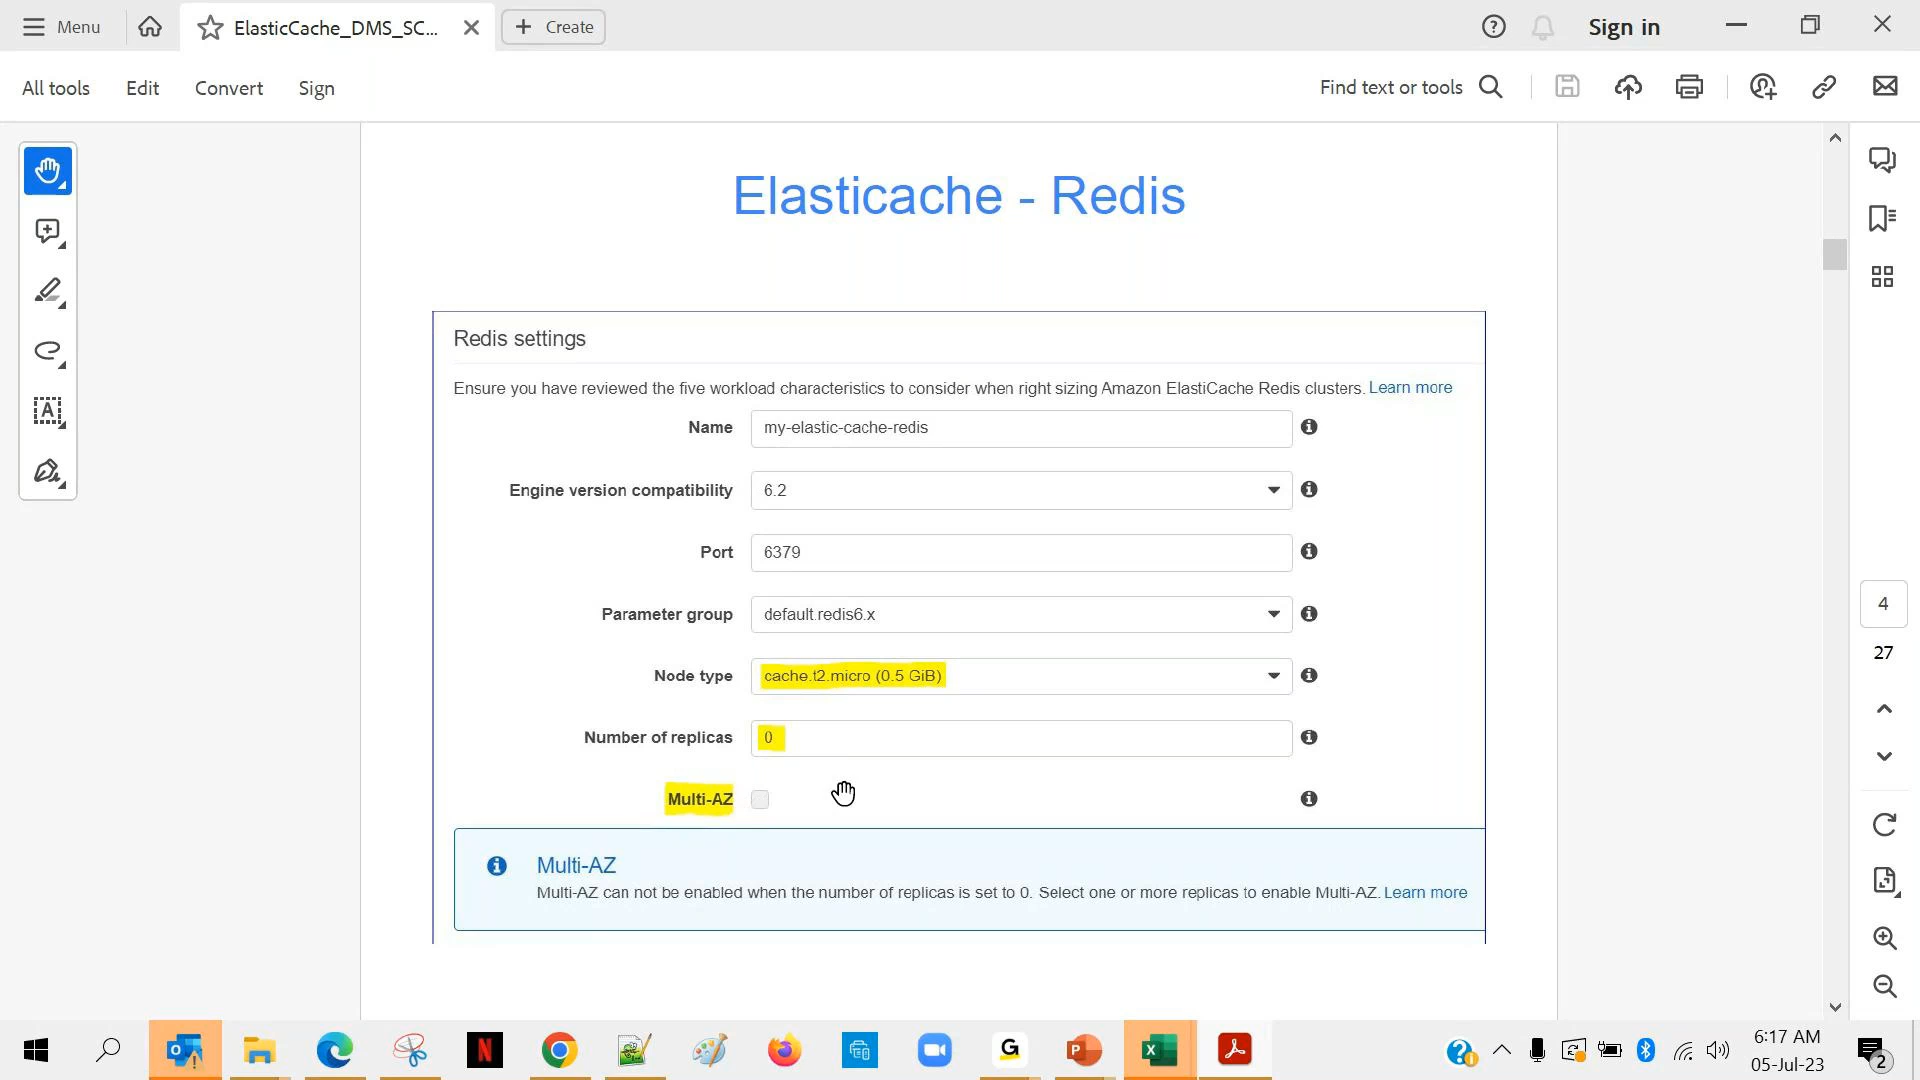 Menu
ElasticCache_DMS_SC...
Create
Sign in
All tools
Edit
Convert
Sign
Find text or tools
Elasticache - Redis
Redis settings
Ensure you have reviewed the five workload characteristics to consider when right sizing Amazon ElastiCache Redis clusters. Learn more
Name my-elastic-cache-redis
Engine version compatibility 6.2
Port 6379
Parameter group default.redis6.x
Node type cache.t2.micro (0.5 GiB)
Number of replicas 0
Multi-AZ
Multi-AZ
Multi-AZ can not be enabled when the number of replicas is set to 0. Select one or more replicas to enable Multi-AZ. Learn more
4
27
6:17 AM
05-Jul-23
2